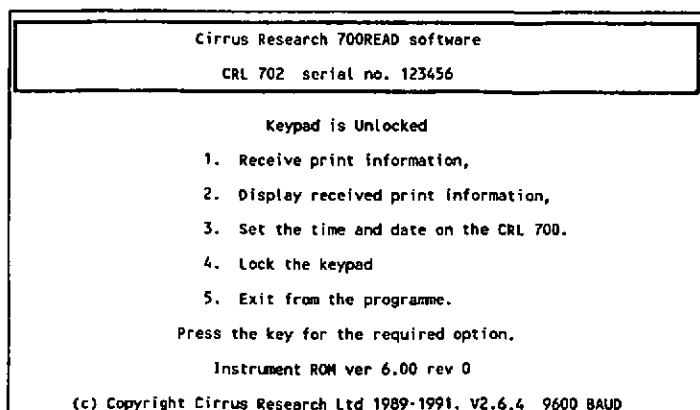 Cirrus Research 700READ software
CRL 702 serial no. 123456
Keypad is Unlocked
1. Receive print information,
2. Display received print information,
3. Set the time and date on the CRL 700.
4. Lock the keypad
5. Exit from the programme.
Press the key for the required option.
Instrument ROM ver 6.00 rev 0
(c) Copyright Cirrus Research Ltd 1989-1991. V2.6.4 9600 BAUD